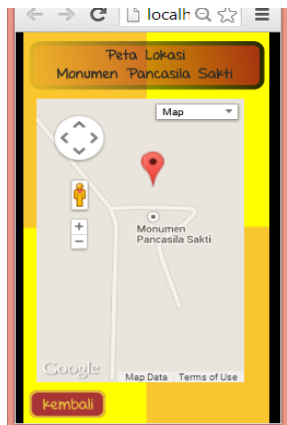 localh
Peta Lokasi
Monumen Pancasila Sakti
Map
Monumen
Pancasila Sakti
Google
Map Data Terms of Use
kembali